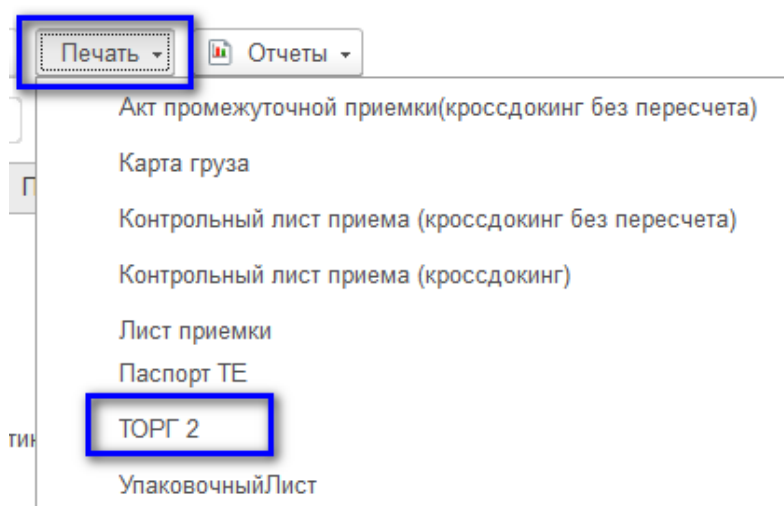 Печать Отчеты
Акт промежуточной приемки(кроссдокинг без пересчета)
Карта груза
П
Контрольный лист приема (кроссдокинг без пересчета)
Контрольный лист приема (кроссдокинг)
Лист приемки
Паспорт ТЕ
ТОРГ 2
УпаковочныйЛист